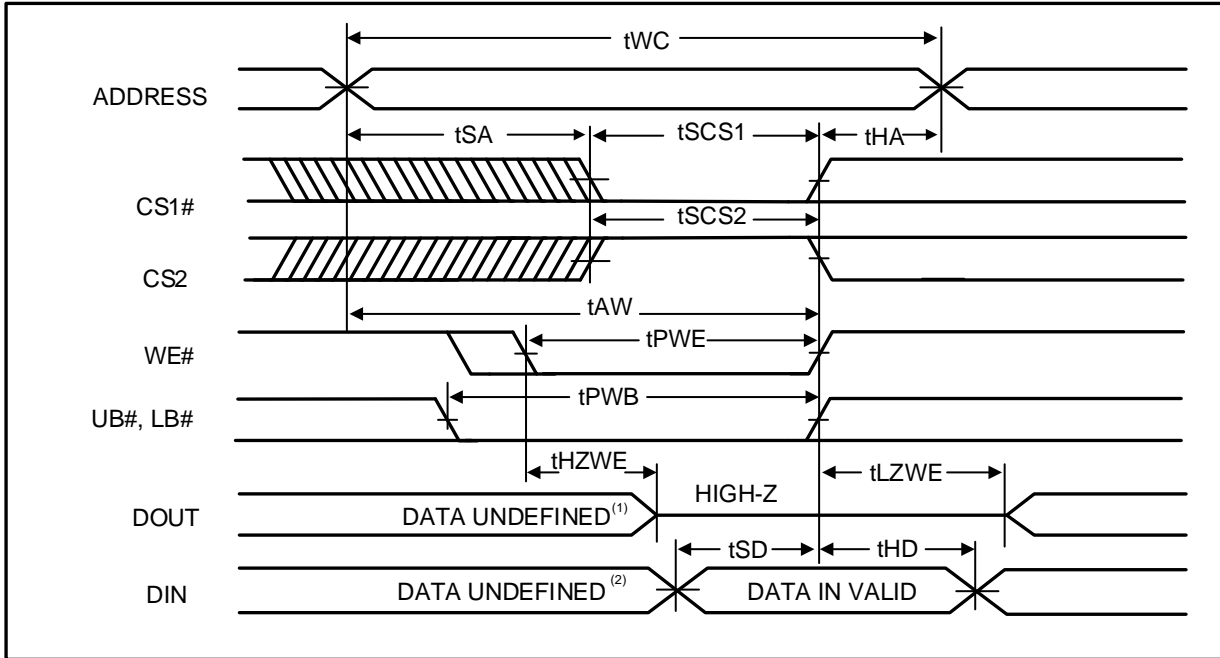 tWC
ADDRESS
tSA tSCS1 tHA
CS1#
tSCS2
CS2
tAW
WE# tPWE
UB#, LB# tPWB
tHZWE tLZWE
HIGH-Z
DOUT DATA UNDEFINED(1)
tSD tHD
DIN DATA UNDEFINED(2) DATA IN VALID